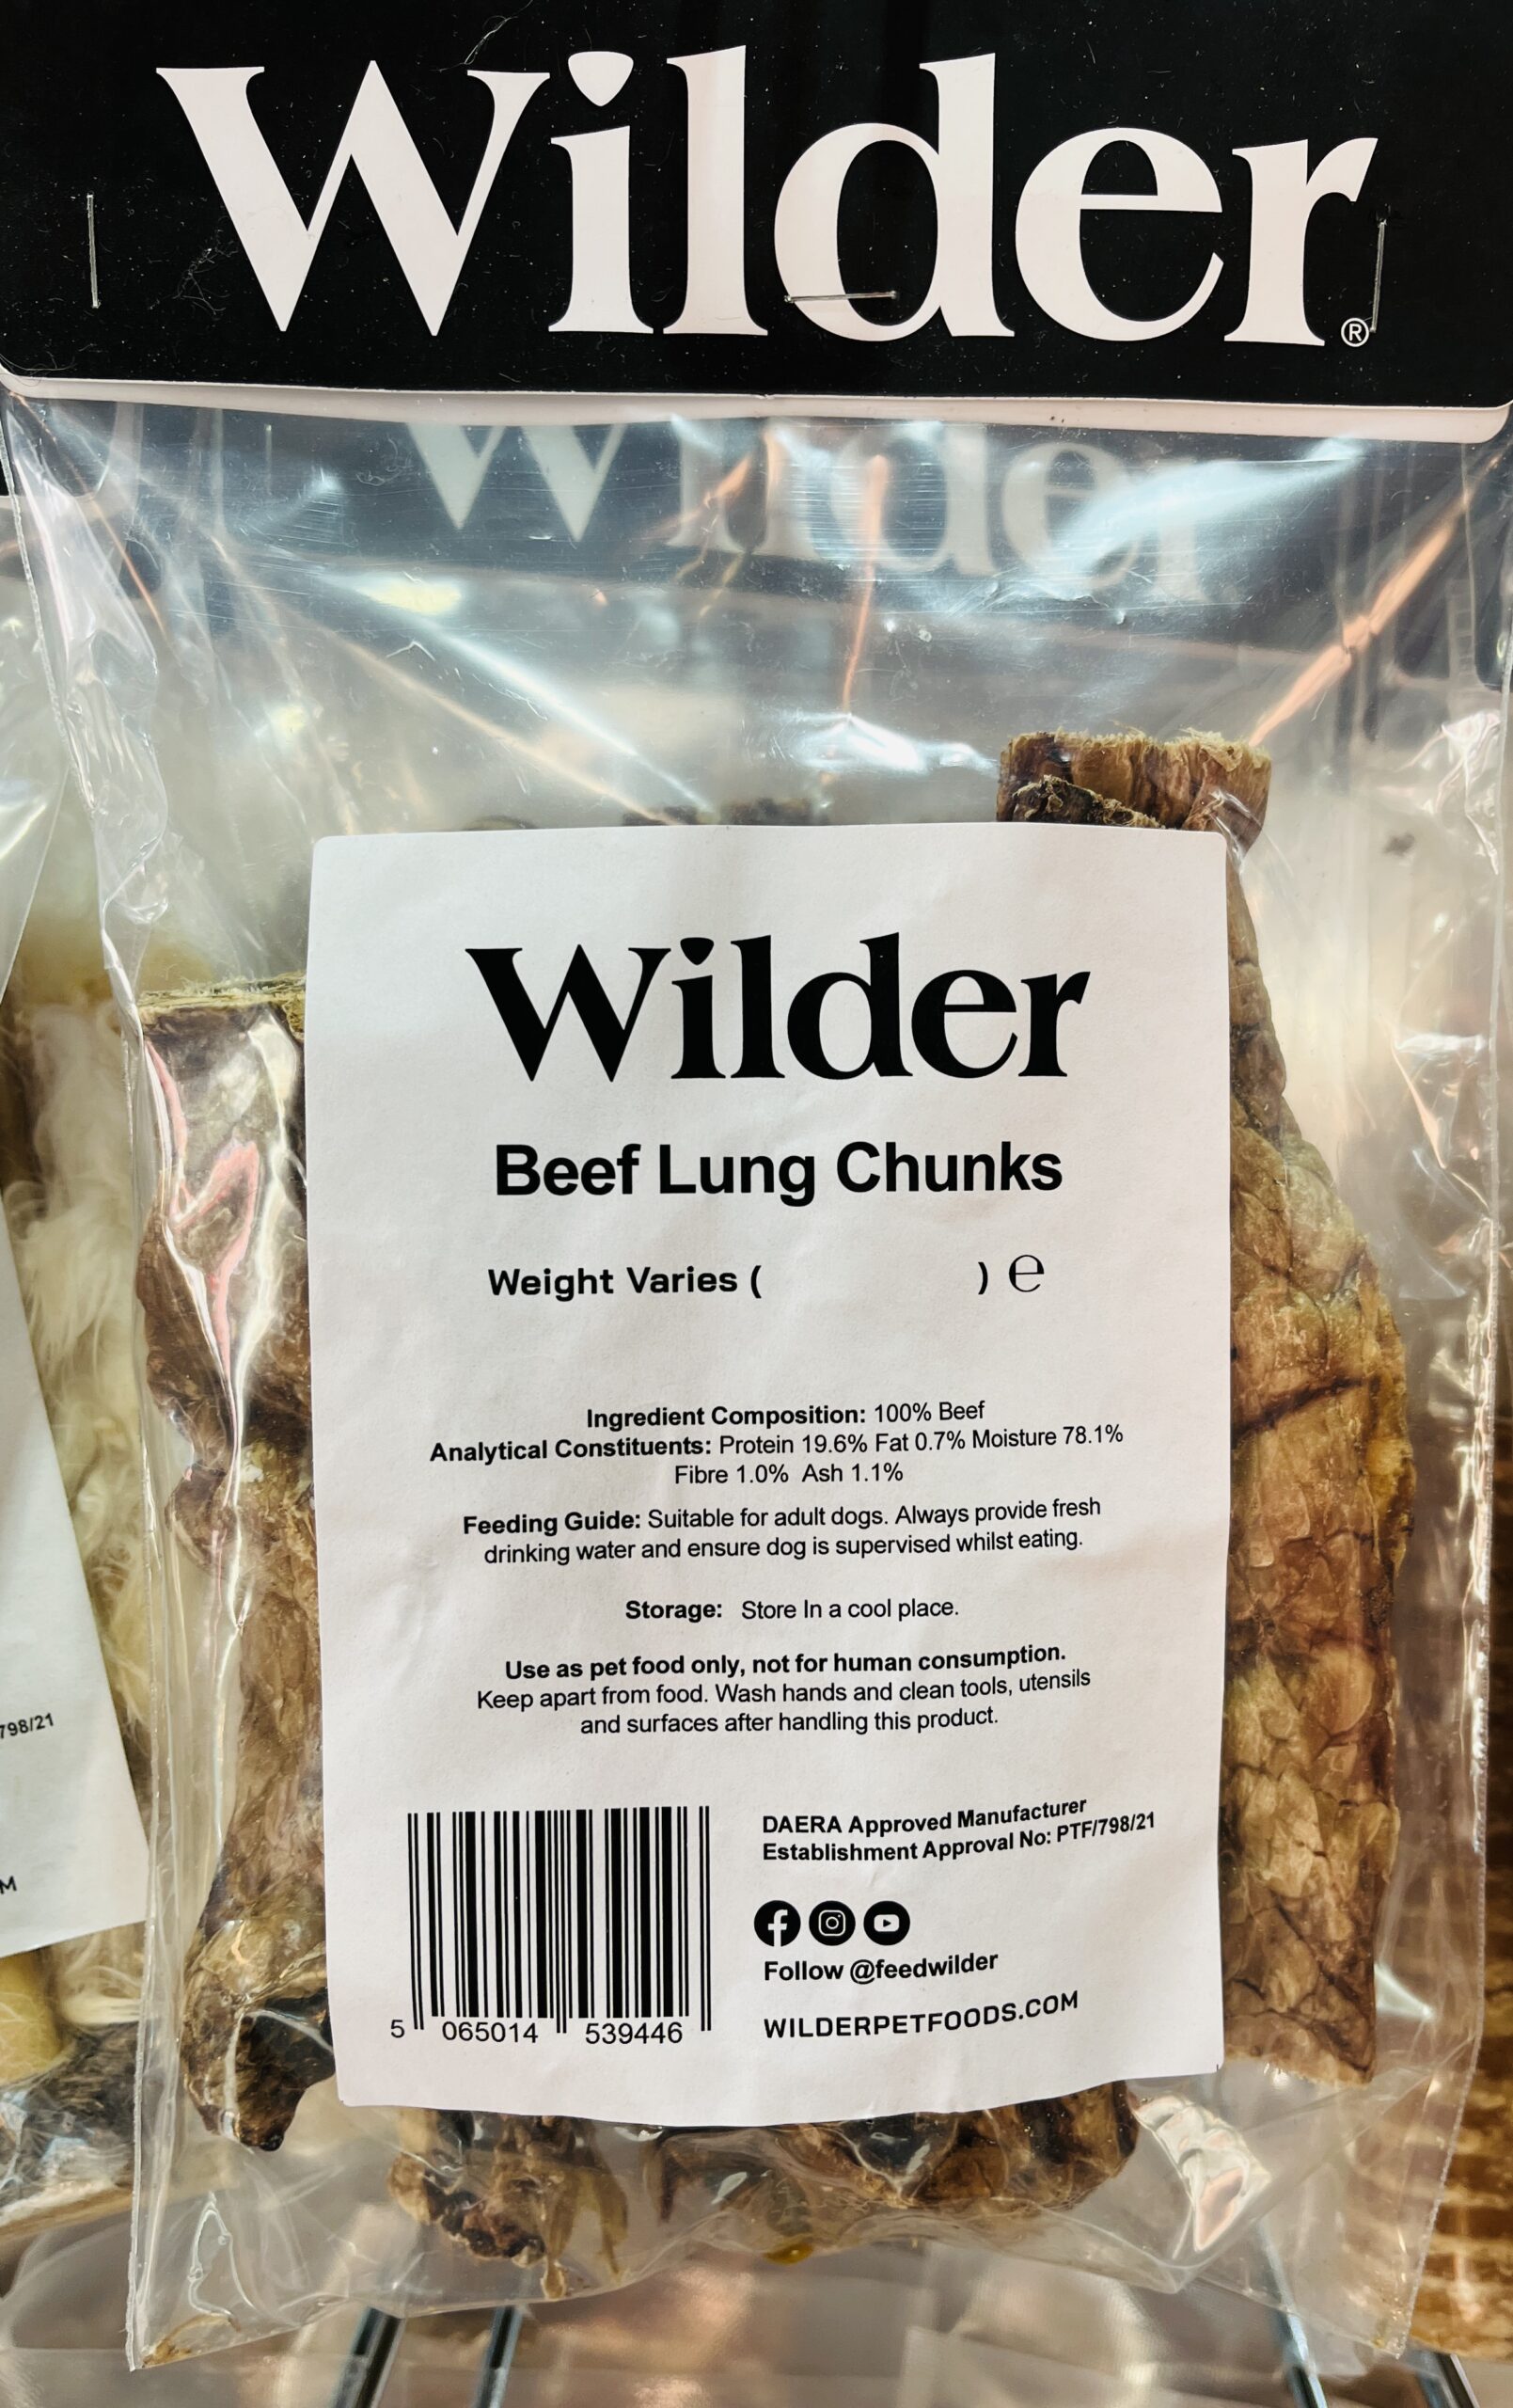 Wilder®
Wilder
Wilder
Beef Lung Chunks
Weight Varies ( ) ℮
Ingredient Composition: 100% Beef
Analytical Constituents: Protein 19.6% Fat 0.7% Moisture 78.1%
Fibre 1.0% Ash 1.1%
Feeding Guide: Suitable for adult dogs. Always provide fresh
drinking water and ensure dog is supervised whilst eating.
Storage: Store In a cool place.
Use as pet food only, not for human consumption.
Keep apart from food. Wash hands and clean tools, utensils
and surfaces after handling this product.
798/21
M
5 065014 539446
DAERA Approved Manufacturer
Establishment Approval No: PTF/798/21
Follow @feedwilder
WILDERPETFOODS.COM